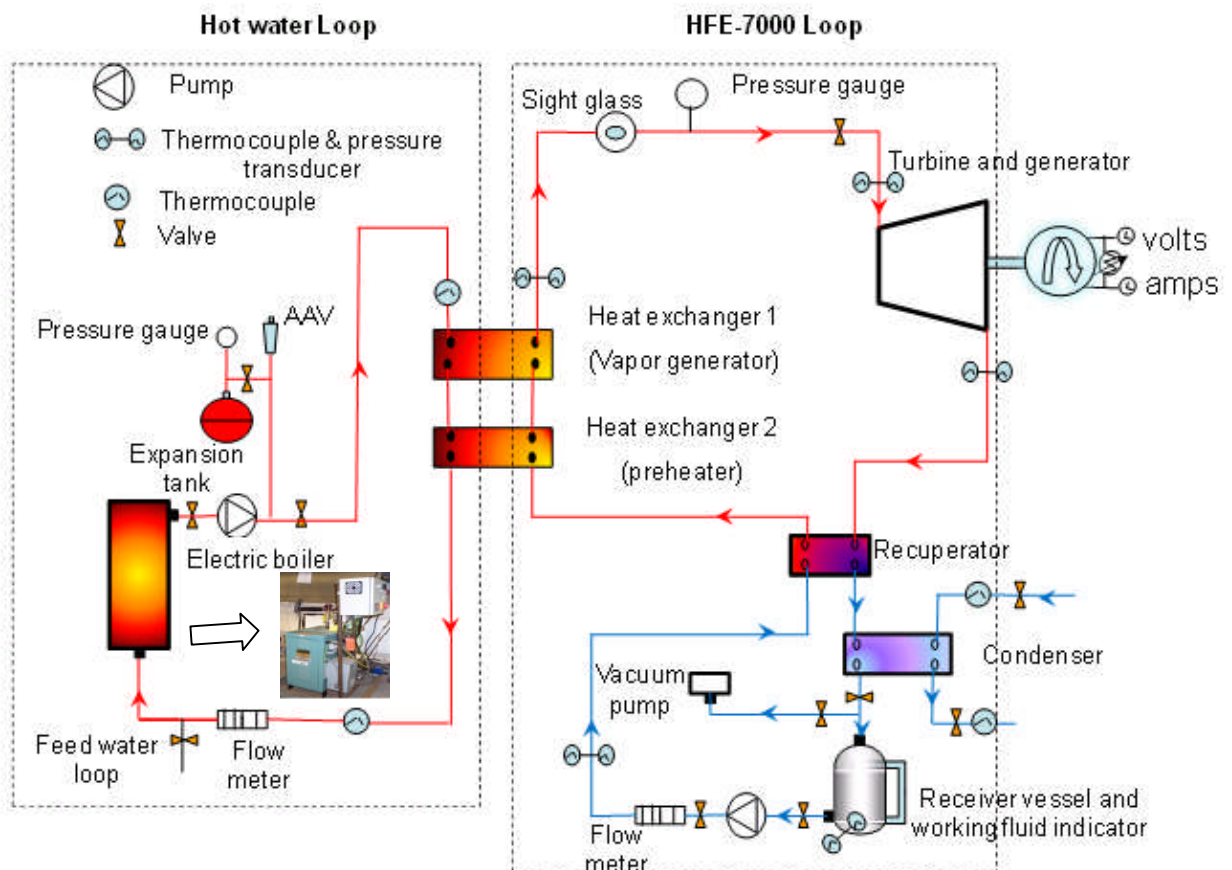 Hot water Loop
HFE-7000 Loop
Pump
Thermocouple & pressure
transducer
Thermocouple
Valve
Pressure gauge
AAV
Expansion
tank
Electric boiler
Feed water
loop
Flow
meter
Sight glass
Pressure gauge
Turbine and generator
volts
amps
Heat exchanger 1
(Vapor generator)
Heat exchanger 2
(preheater)
Recuperator
Condenser
Vacuum
pump
Receiver vessel and
working fluid indicator
Flow
meter